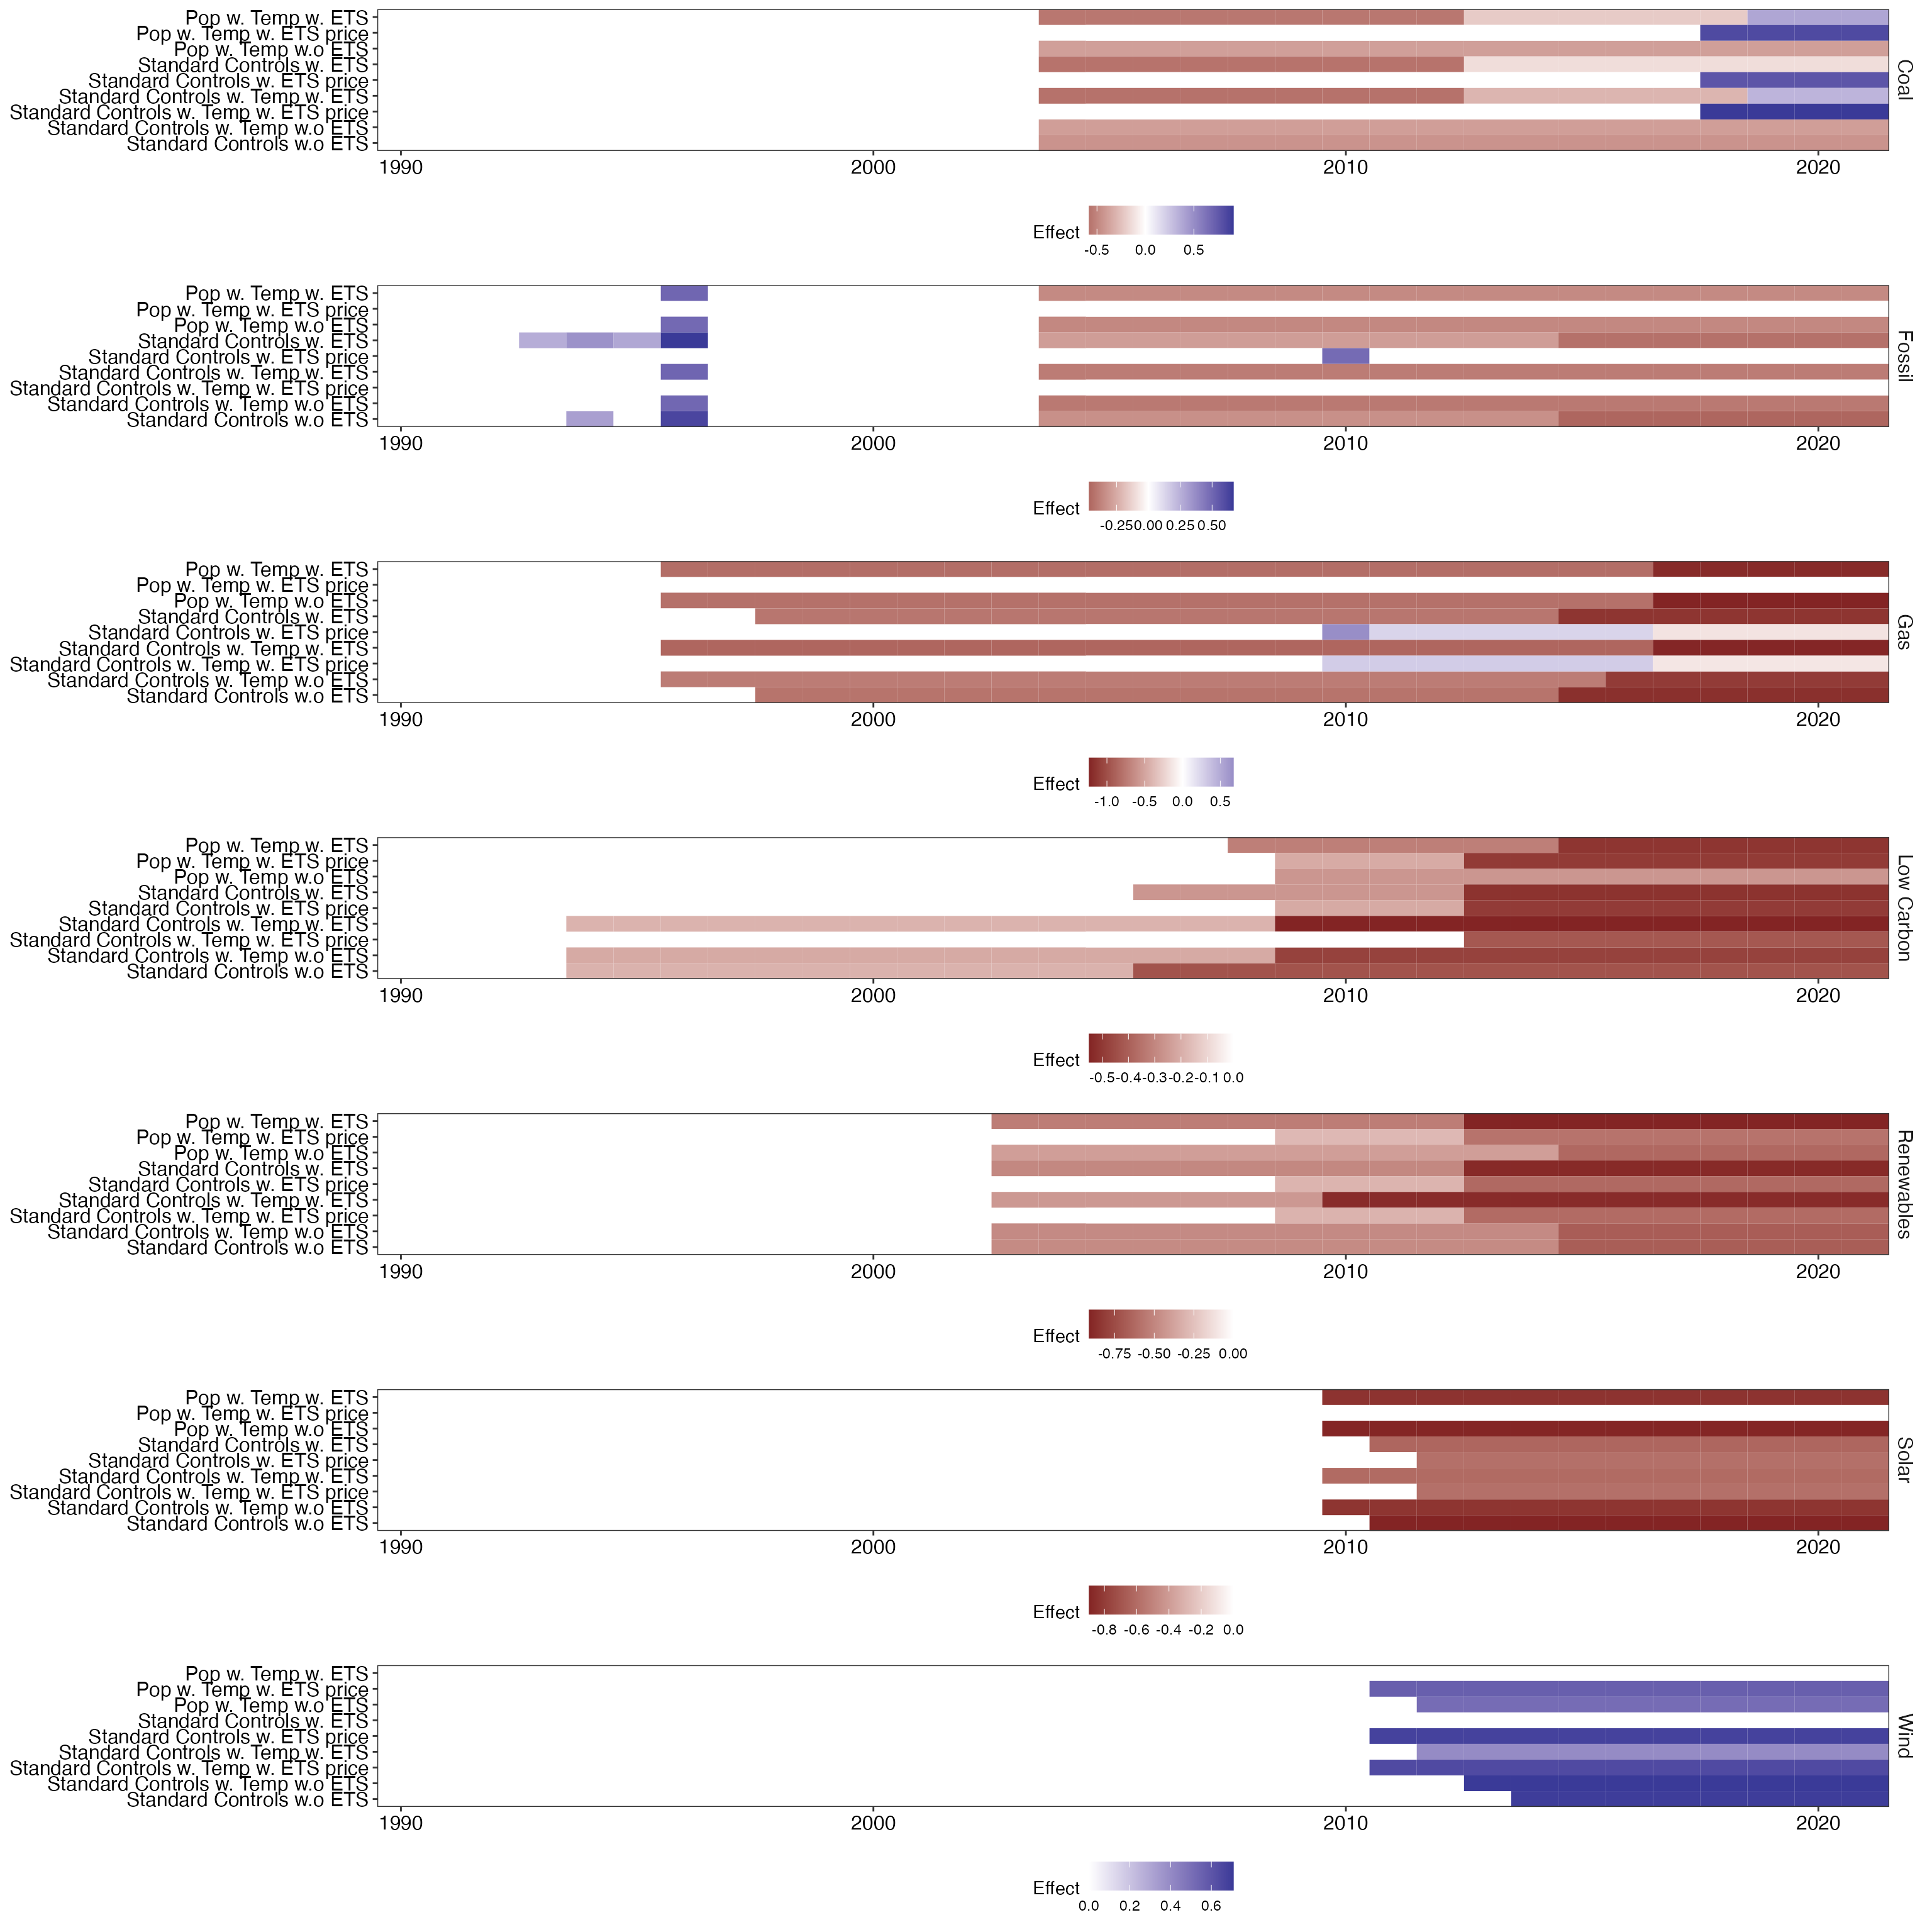 Pop w. Temp w. ETS
Pop w. Temp w. ETS price
Pop w. Temp w.o ETS
Standard Controls w. ETS
Standard Controls w. ETS price
Standard Controls w. Temp w. ETS
Standard Controls w. Temp w. ETS price
Standard Controls w. Temp w.o ETS
Standard Controls w.o ETS
Coal
1990 2000 2010 2020
Effect
-0.5 0.0 0.5
Pop w. Temp w. ETS
Pop w. Temp w. ETS price
Pop w. Temp w.o ETS
Standard Controls w. ETS
Standard Controls w. ETS price
Standard Controls w. Temp w. ETS
Standard Controls w. Temp w. ETS price
Standard Controls w. Temp w.o ETS
Standard Controls w.o ETS
Fossil
1990 2000 2010 2020
Effect
-0.25 0.00 0.25 0.50
Pop w. Temp w. ETS
Pop w. Temp w. ETS price
Pop w. Temp w.o ETS
Standard Controls w. ETS
Standard Controls w. ETS price
Standard Controls w. Temp w. ETS
Standard Controls w. Temp w. ETS price
Standard Controls w. Temp w.o ETS
Standard Controls w.o ETS
Gas
1990 2000 2010 2020
Effect
-1.0 -0.5 0.0 0.5
Pop w. Temp w. ETS
Pop w. Temp w. ETS price
Pop w. Temp w.o ETS
Standard Controls w. ETS
Standard Controls w. ETS price
Standard Controls w. Temp w. ETS
Standard Controls w. Temp w. ETS price
Standard Controls w. Temp w.o ETS
Standard Controls w.o ETS
Low Carbon
1990 2000 2010 2020
Effect
-0.5 -0.4 -0.3 -0.2 -0.1 0.0
Pop w. Temp w. ETS
Pop w. Temp w. ETS price
Pop w. Temp w.o ETS
Standard Controls w. ETS
Standard Controls w. ETS price
Standard Controls w. Temp w. ETS
Standard Controls w. Temp w. ETS price
Standard Controls w. Temp w.o ETS
Standard Controls w.o ETS
Renewables
1990 2000 2010 2020
Effect
-0.75 -0.50 -0.25 0.00
Pop w. Temp w. ETS
Pop w. Temp w. ETS price
Pop w. Temp w.o ETS
Standard Controls w. ETS
Standard Controls w. ETS price
Standard Controls w. Temp w. ETS
Standard Controls w. Temp w. ETS price
Standard Controls w. Temp w.o ETS
Standard Controls w.o ETS
Solar
1990 2000 2010 2020
Effect
-0.8 -0.6 -0.4 -0.2 0.0
Pop w. Temp w. ETS
Pop w. Temp w. ETS price
Pop w. Temp w.o ETS
Standard Controls w. ETS
Standard Controls w. ETS price
Standard Controls w. Temp w. ETS
Standard Controls w. Temp w. ETS price
Standard Controls w. Temp w.o ETS
Standard Controls w.o ETS
Wind
1990 2000 2010 2020
Effect
0.0 0.2 0.4 0.6